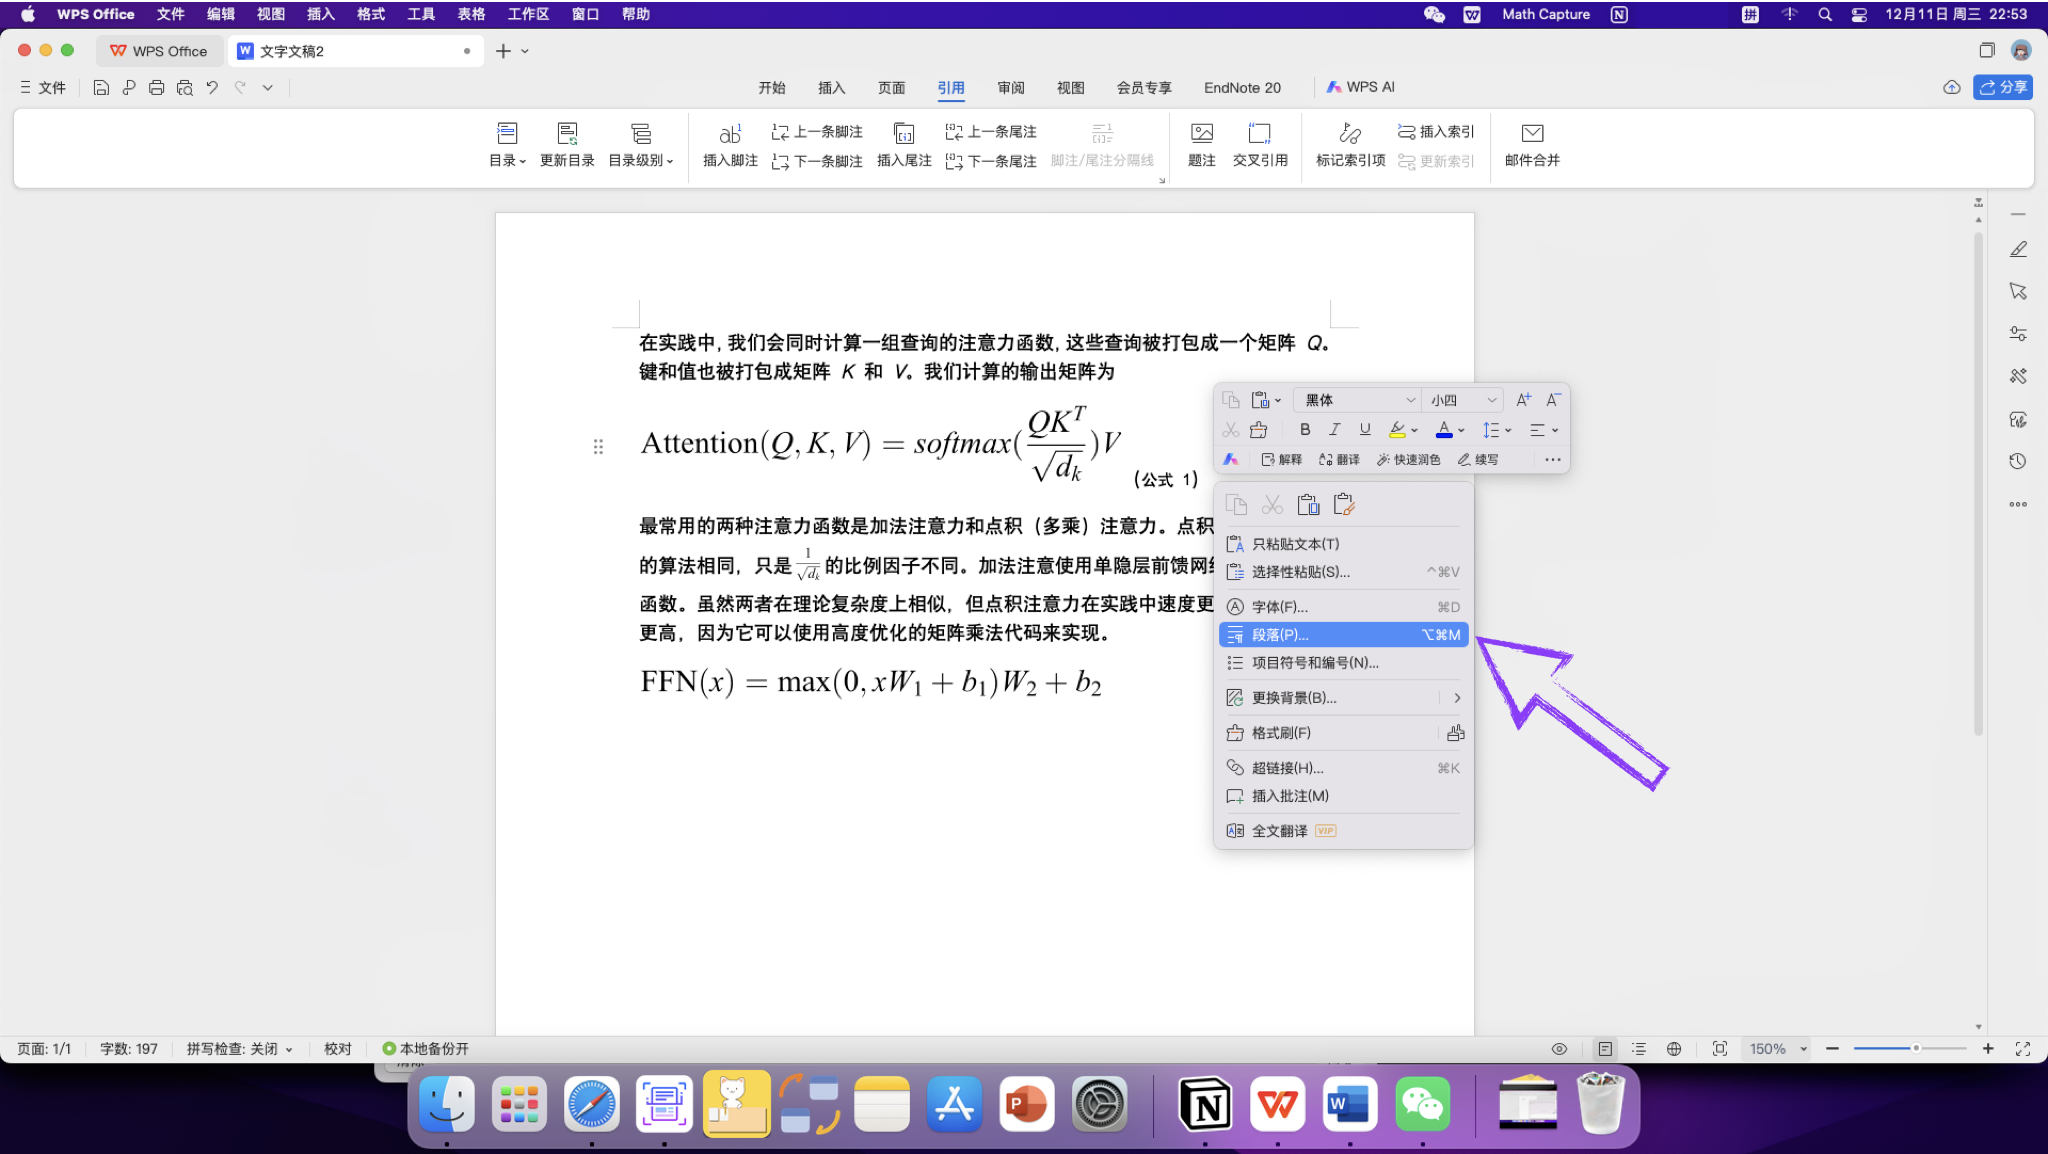 WPS Office 文件 编辑 视图 插入 格式 工具 表格 工作区 窗口 帮助 Math Capture 拼 12月11日 周三 22:53
WPS Office 文字文稿2
文件 开始 插入 页面 引用 审阅 视图 会员专享 EndNote 20 WPS AI 分享
上一条脚注 上一条尾注 插入索引
目录 更新目录 目录级别 插入脚注 下一条脚注 插入尾注 下一条尾注 脚注/尾注分隔线 题注 交叉引用 标记索引项 更新索引 邮件合并
在实践中, 我们会同时计算一组查询的注意力函数, 这些查询被打包成一个矩阵 Q。
键和值也被打包成矩阵 K 和 V。我们计算的输出矩阵为
Attention(Q, K, V) = softmax(QK^T/√d_k)V (公式 1)
最常用的两种注意力函数是加法注意力和点积（多乘）注意力。点积
的算法相同，只是 1/√d_k 的比例因子不同。加法注意使用单隐层前馈网
函数。虽然两者在理论复杂度上相似，但点积注意力在实践中速度更
更高，因为它可以使用高度优化的矩阵乘法代码来实现。
FFN(x) = max(0, xW_1 + b_1)W_2 + b_2
黑体 小四 A+ A-
B I U A
解释 翻译 快速润色 续写
只粘贴文本(T)
选择性粘贴(S)... ^⌘V
字体(F)... ⌘D
段落(P)... ⌥⌘M
项目符号和编号(N)...
更换背景(B)...
格式刷(F)
超链接(H)... ⌘K
插入批注(M)
全文翻译 VIP
页面: 1/1 字数: 197 拼写检查: 关闭 校对 本地备份开 150%